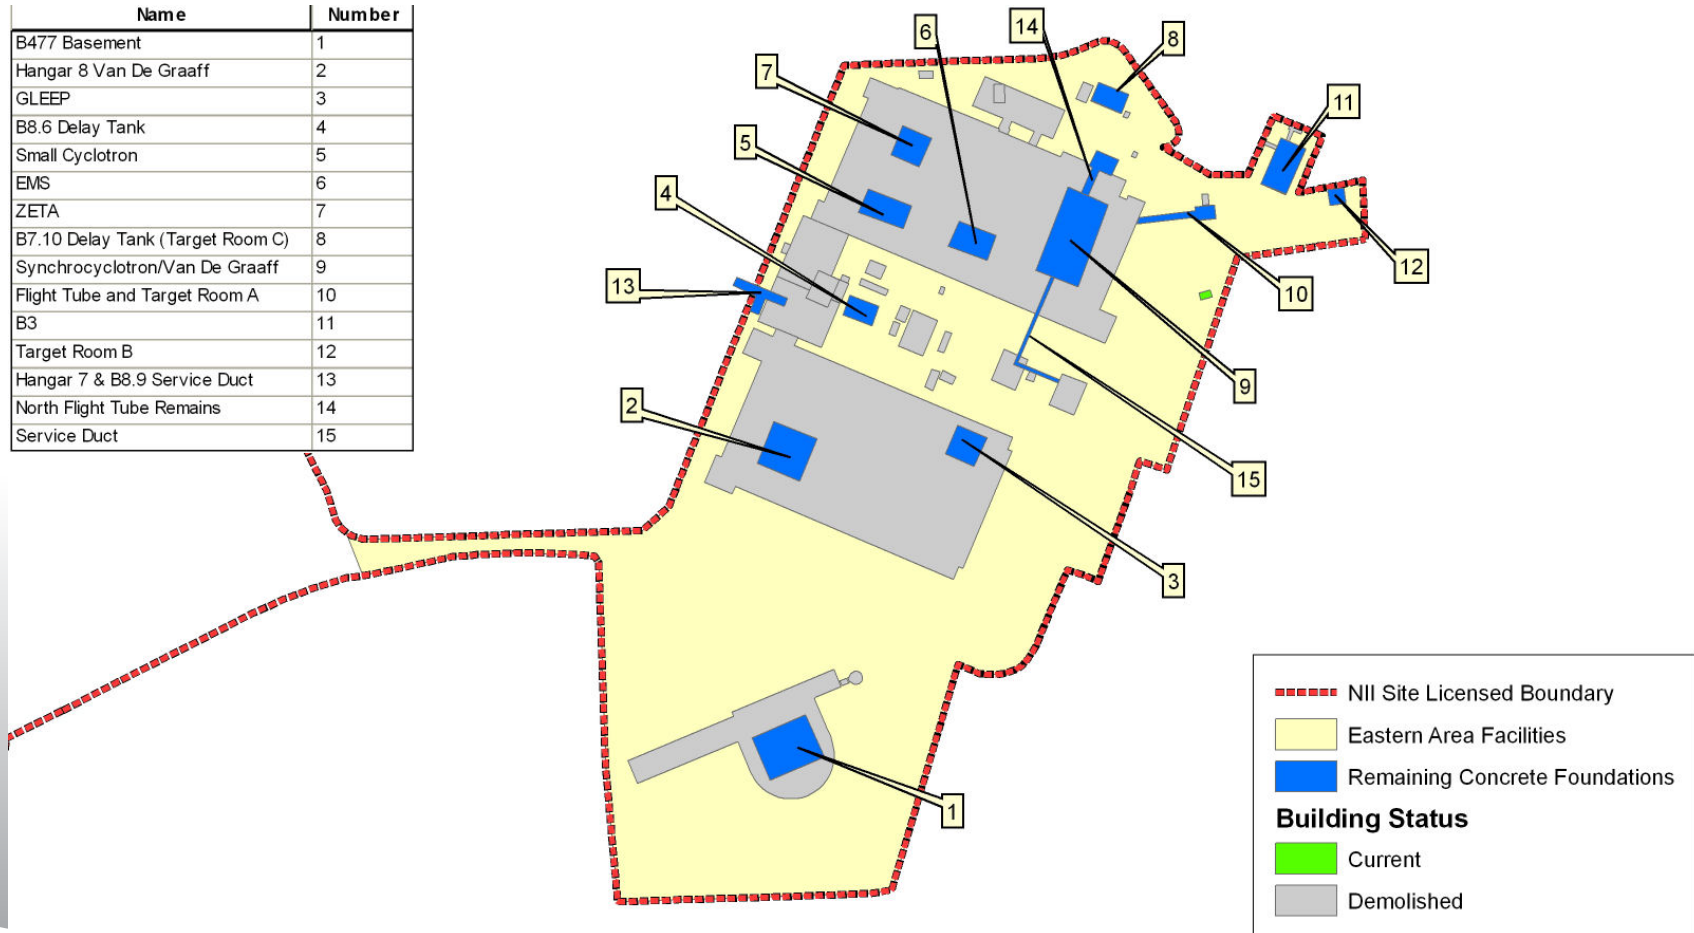 Name Number
B477 Basement 1
Hangar 8 Van De Graaff 2
GLEEP 3
B8.6 Delay Tank 4
Small Cyclotron 5
EMS 6
ZETA 7
B7.10 Delay Tank (Target Room C) 8
Synchrocyclotron/Van De Graaff 9
Flight Tube and Target Room A 10
B3 11
Target Room B 12
Hangar 7 & B8.9 Service Duct 13
North Flight Tube Remains 14
Service Duct 15
6
14
8
7
11
5
4
12
13
10
9
2
15
3
1
NII Site Licensed Boundary
Eastern Area Facilities
Remaining Concrete Foundations
Building Status
Current
Demolished